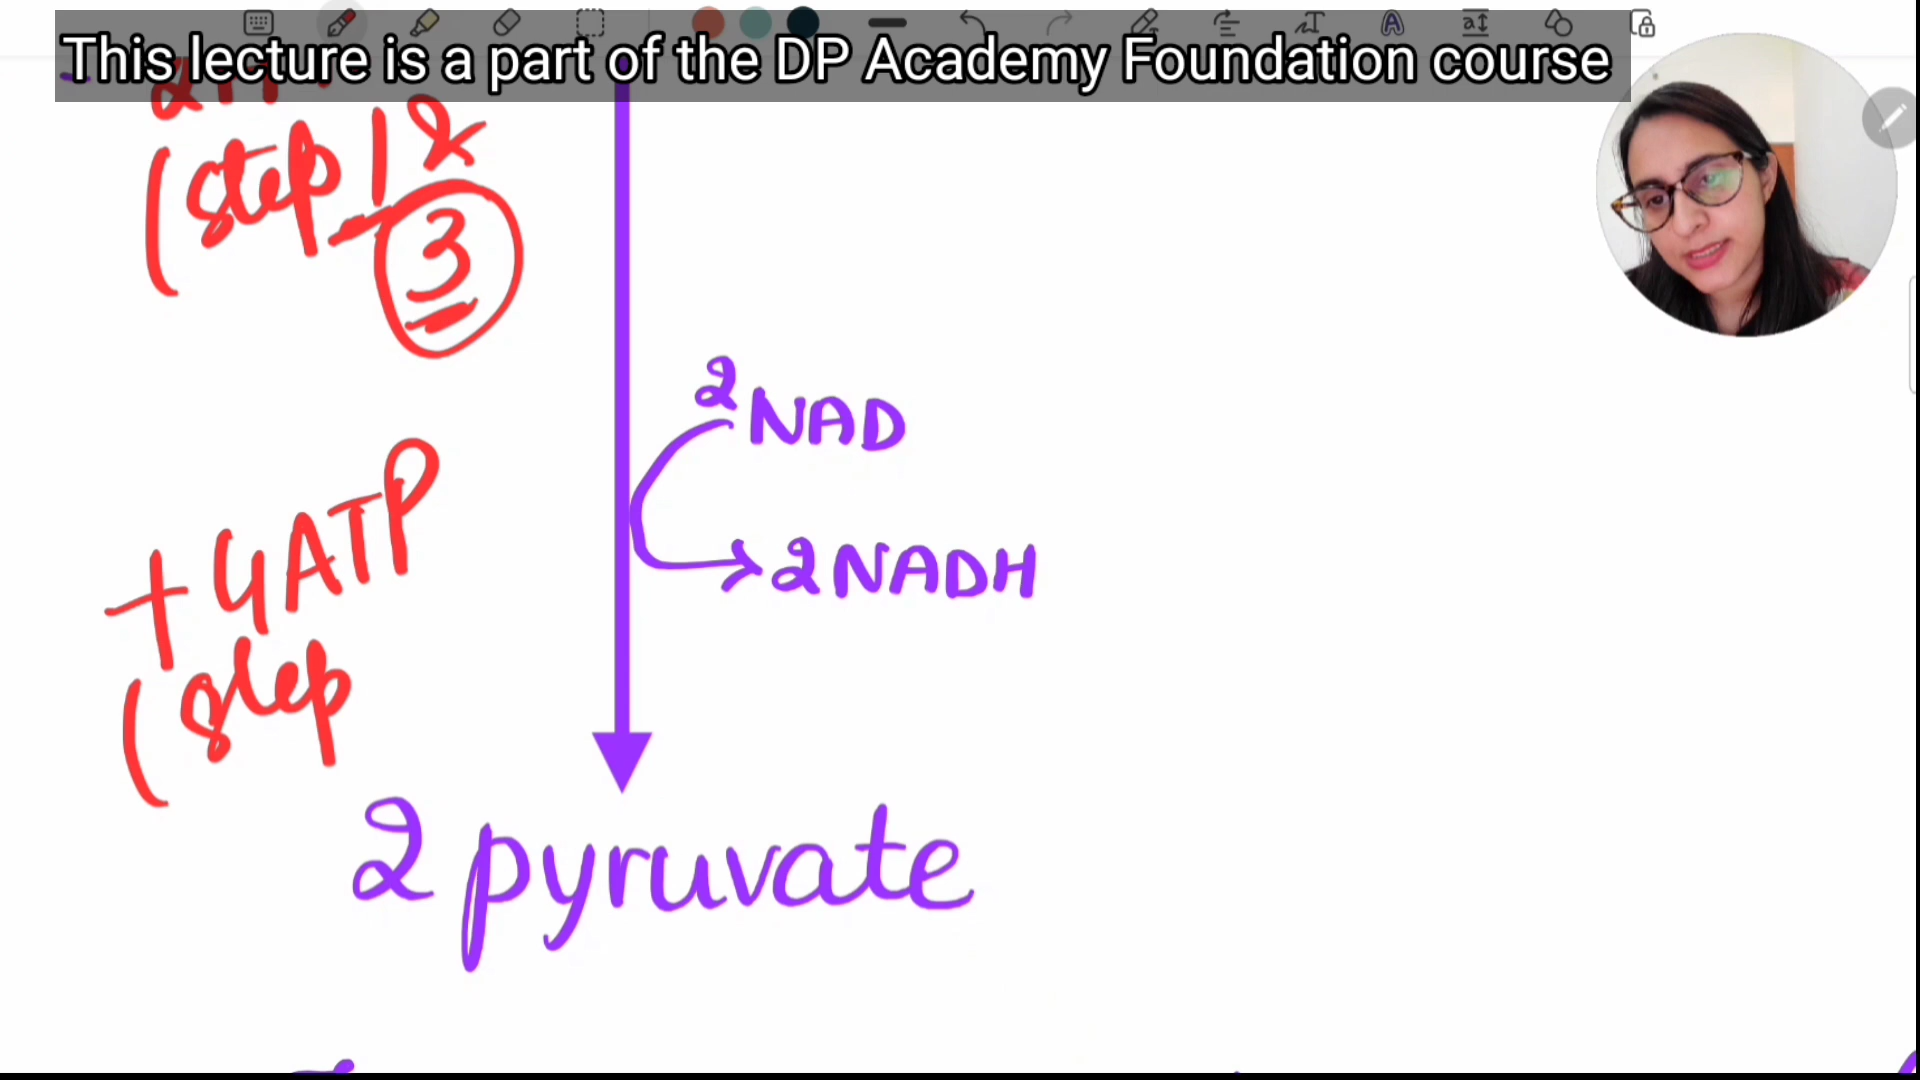 This lecture is a part of the DP Academy Foundation course
(step 1 &
3
2 NAD
2 NADH
+ 4 ATP
(step
2 pyruvate